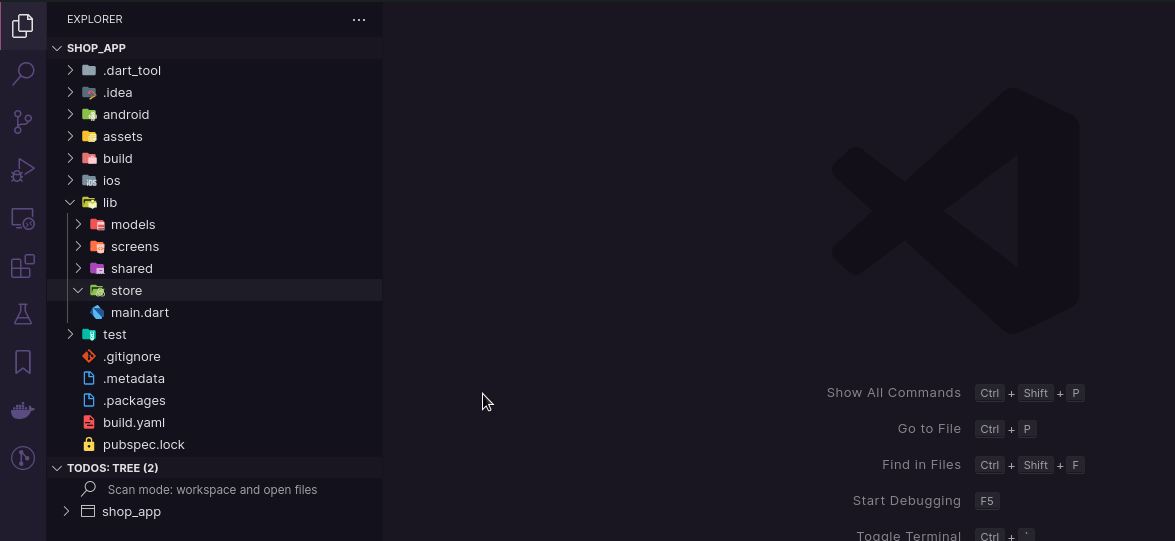 EXPLORER
SHOP_APP
.dart_tool
.idea
android
assets
build
ios
lib
models
screens
shared
store
main.dart
test
.gitignore
.metadata
.packages
build.yaml
pubspec.lock
TODOS: TREE (2)
Scan mode: workspace and open files
shop_app
Show All Commands Ctrl + Shift + P
Go to File Ctrl + P
Find in Files Ctrl + Shift + F
Start Debugging F5
Toggle Terminal Ctrl + `